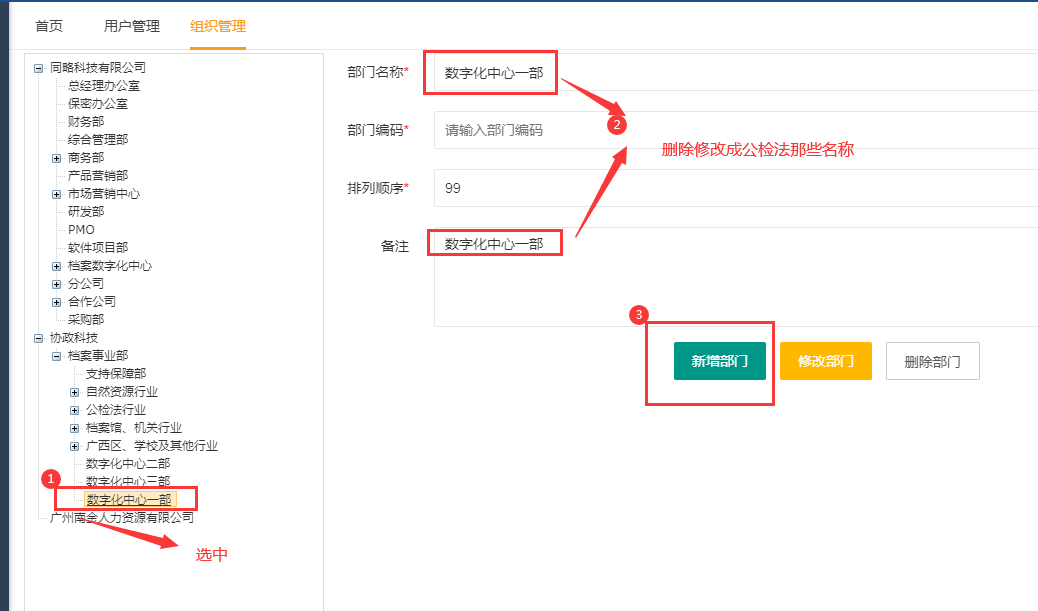 首页 用户管理 组织管理
同略科技有限公司
总经理办公室
保密办公室
财务部
综合管理部
商务部
产品营销部
市场营销中心
研发部
PMO
软件项目部
档案数字化中心
分公司
合作公司
采购部
协政科技
档案事业部
支持保障部
自然资源行业
公检法行业
档案馆、机关行业
广西区、学校及其他行业
数字化中心二部
数字化中心三部
1
数字化中心一部
广州南金人力资源有限公司
选中
部门名称* 数字化中心一部
2
部门编码* 请输入部门编码
删除修改成公检法那些名称
排列顺序* 99
备注 数字化中心一部
3
新增部门 修改部门 删除部门